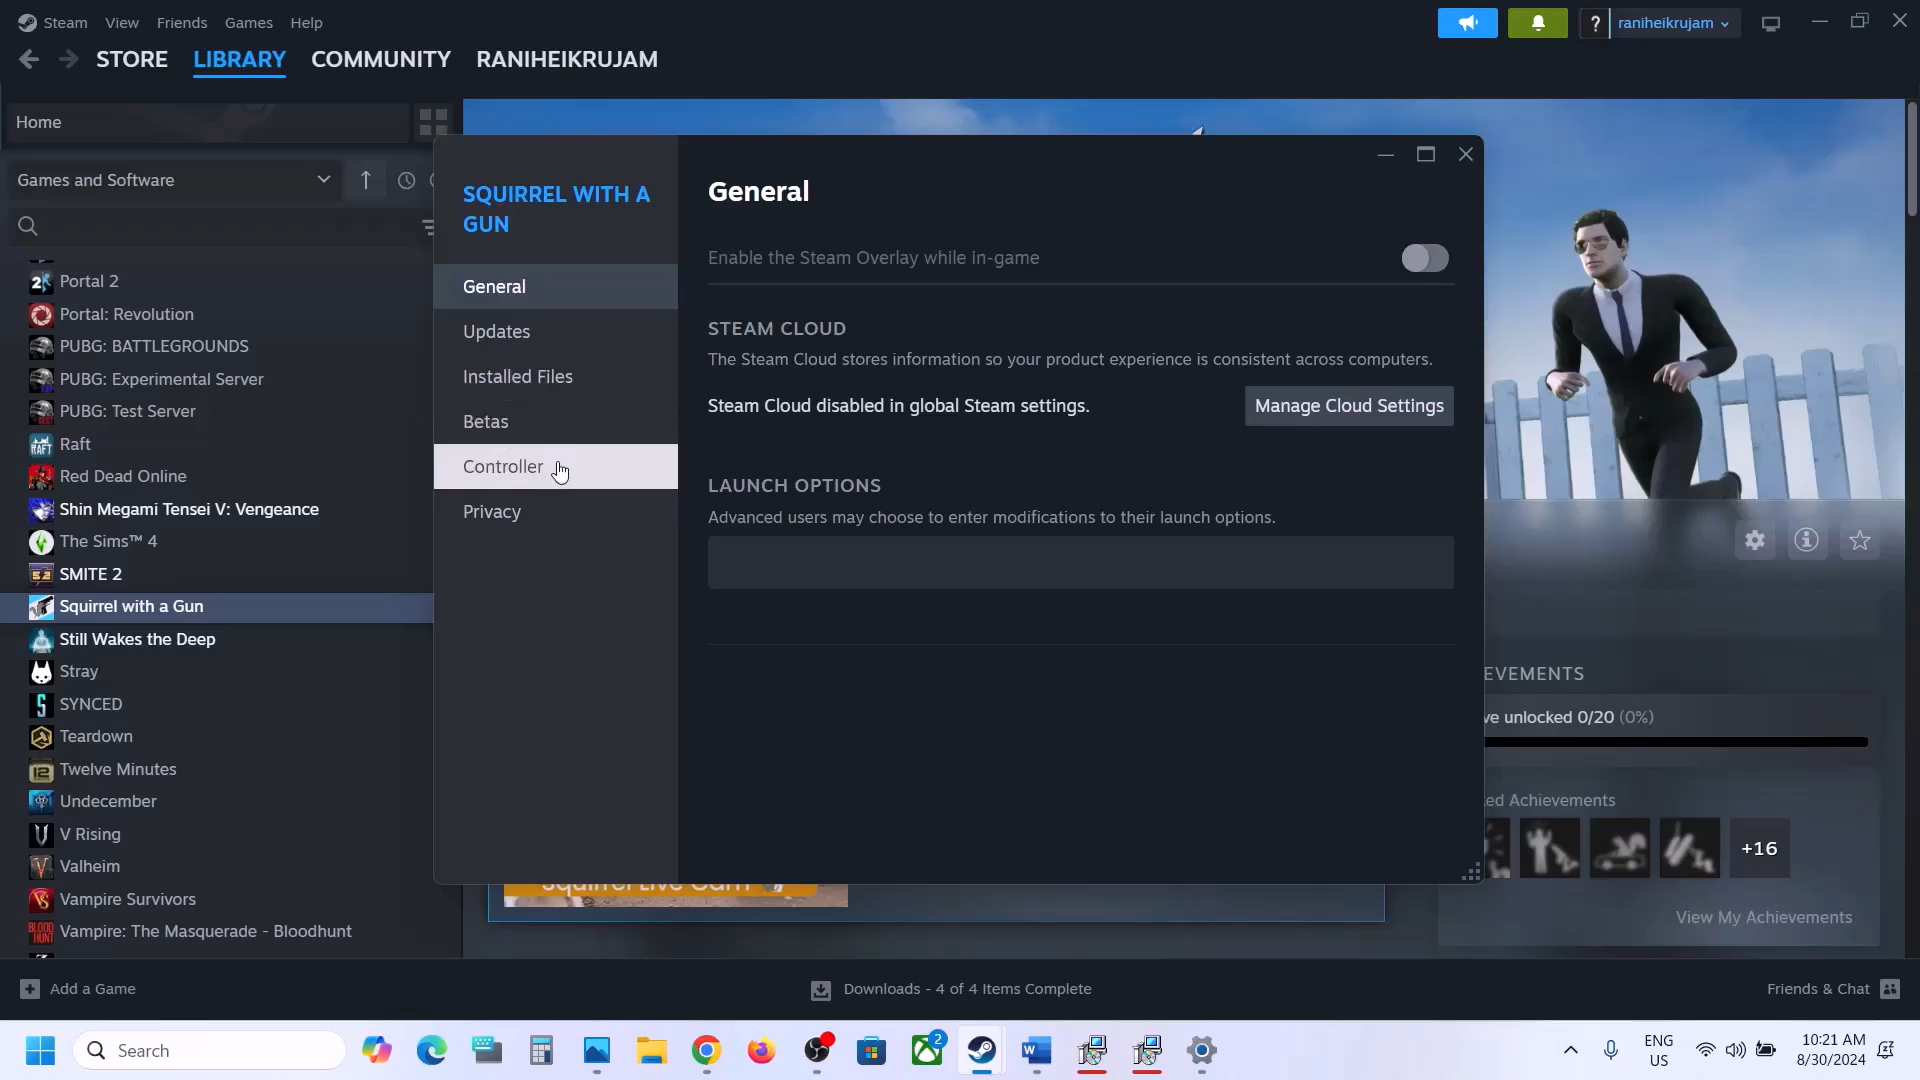 Steam View Friends Games Help
? raniheikrujam
STORE LIBRARY COMMUNITY RANIHEIKRUJAM
Home
Games and Software
Portal 2
Portal: Revolution
PUBG: BATTLEGROUNDS
PUBG: Experimental Server
PUBG: Test Server
Raft
Red Dead Online
Shin Megami Tensei V: Vengeance
The Sims™ 4
SMITE 2
Squirrel with a Gun
Still Wakes the Deep
Stray
SYNCED
Teardown
Twelve Minutes
Undecember
V Rising
Valheim
Vampire Survivors
Vampire: The Masquerade - Bloodhunt
SQUIRREL WITH A
GUN
General
Updates
Installed Files
Betas
Controller
Privacy
General
Enable the Steam Overlay while in-game
STEAM CLOUD
The Steam Cloud stores information so your product experience is consistent across computers.
Steam Cloud disabled in global Steam settings.
Manage Cloud Settings
LAUNCH OPTIONS
Advanced users may choose to enter modifications to their launch options.
EVEMENTS
ve unlocked 0/20 (0%)
ed Achievements
+16
View My Achievements
Squirrel Live Cam
Add a Game
Downloads - 4 of 4 Items Complete
Friends & Chat
Search
2
ENG
US
10:21 AM
8/30/2024